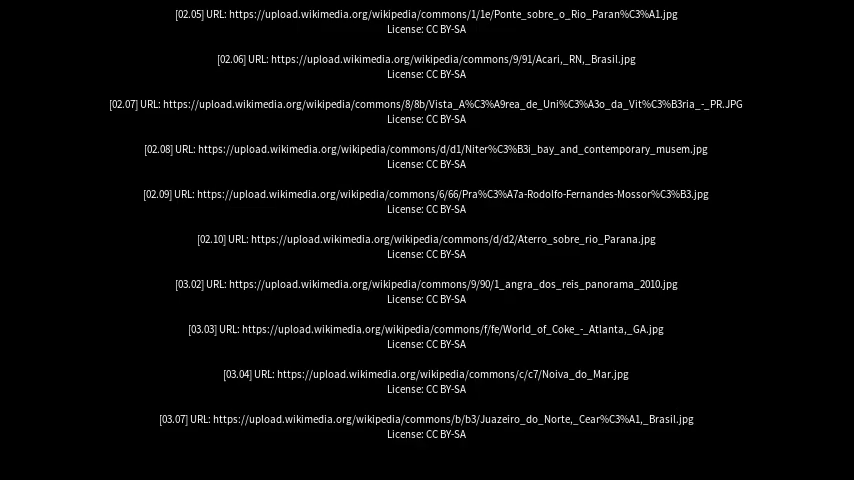 [02.05] URL: https://upload.wikimedia.org/wikipedia/commons/1/1e/Ponte_sobre_o_Rio_Paran%C3%A1.jpg
License: CC BY-SA
[02.06] URL: https://upload.wikimedia.org/wikipedia/commons/9/91/Acari,_RN,_Brasil.jpg
License: CC BY-SA
[02.07] URL: https://upload.wikimedia.org/wikipedia/commons/8/8b/Vista_A%C3%A9rea_de_Uni%C3%A3o_da_Vit%C3%B3ria_-_PR.JPG
License: CC BY-SA
[02.08] URL: https://upload.wikimedia.org/wikipedia/commons/d/d1/Niter%C3%B3i_bay_and_contemporary_musem.jpg
License: CC BY-SA
[02.09] URL: https://upload.wikimedia.org/wikipedia/commons/6/66/Pra%C3%A7a-Rodolfo-Fernandes-Mossor%C3%B3.jpg
License: CC BY-SA
[02.10] URL: https://upload.wikimedia.org/wikipedia/commons/d/d2/Aterro_sobre_rio_Parana.jpg
License: CC BY-SA
[03.02] URL: https://upload.wikimedia.org/wikipedia/commons/9/90/1_angra_dos_reis_panorama_2010.jpg
License: CC BY-SA
[03.03] URL: https://upload.wikimedia.org/wikipedia/commons/f/fe/World_of_Coke_-_Atlanta,_GA.jpg
License: CC BY-SA
[03.04] URL: https://upload.wikimedia.org/wikipedia/commons/c/c7/Noiva_do_Mar.jpg
License: CC BY-SA
[03.07] URL: https://upload.wikimedia.org/wikipedia/commons/b/b3/Juazeiro_do_Norte,_Cear%C3%A1,_Brasil.jpg
License: CC BY-SA